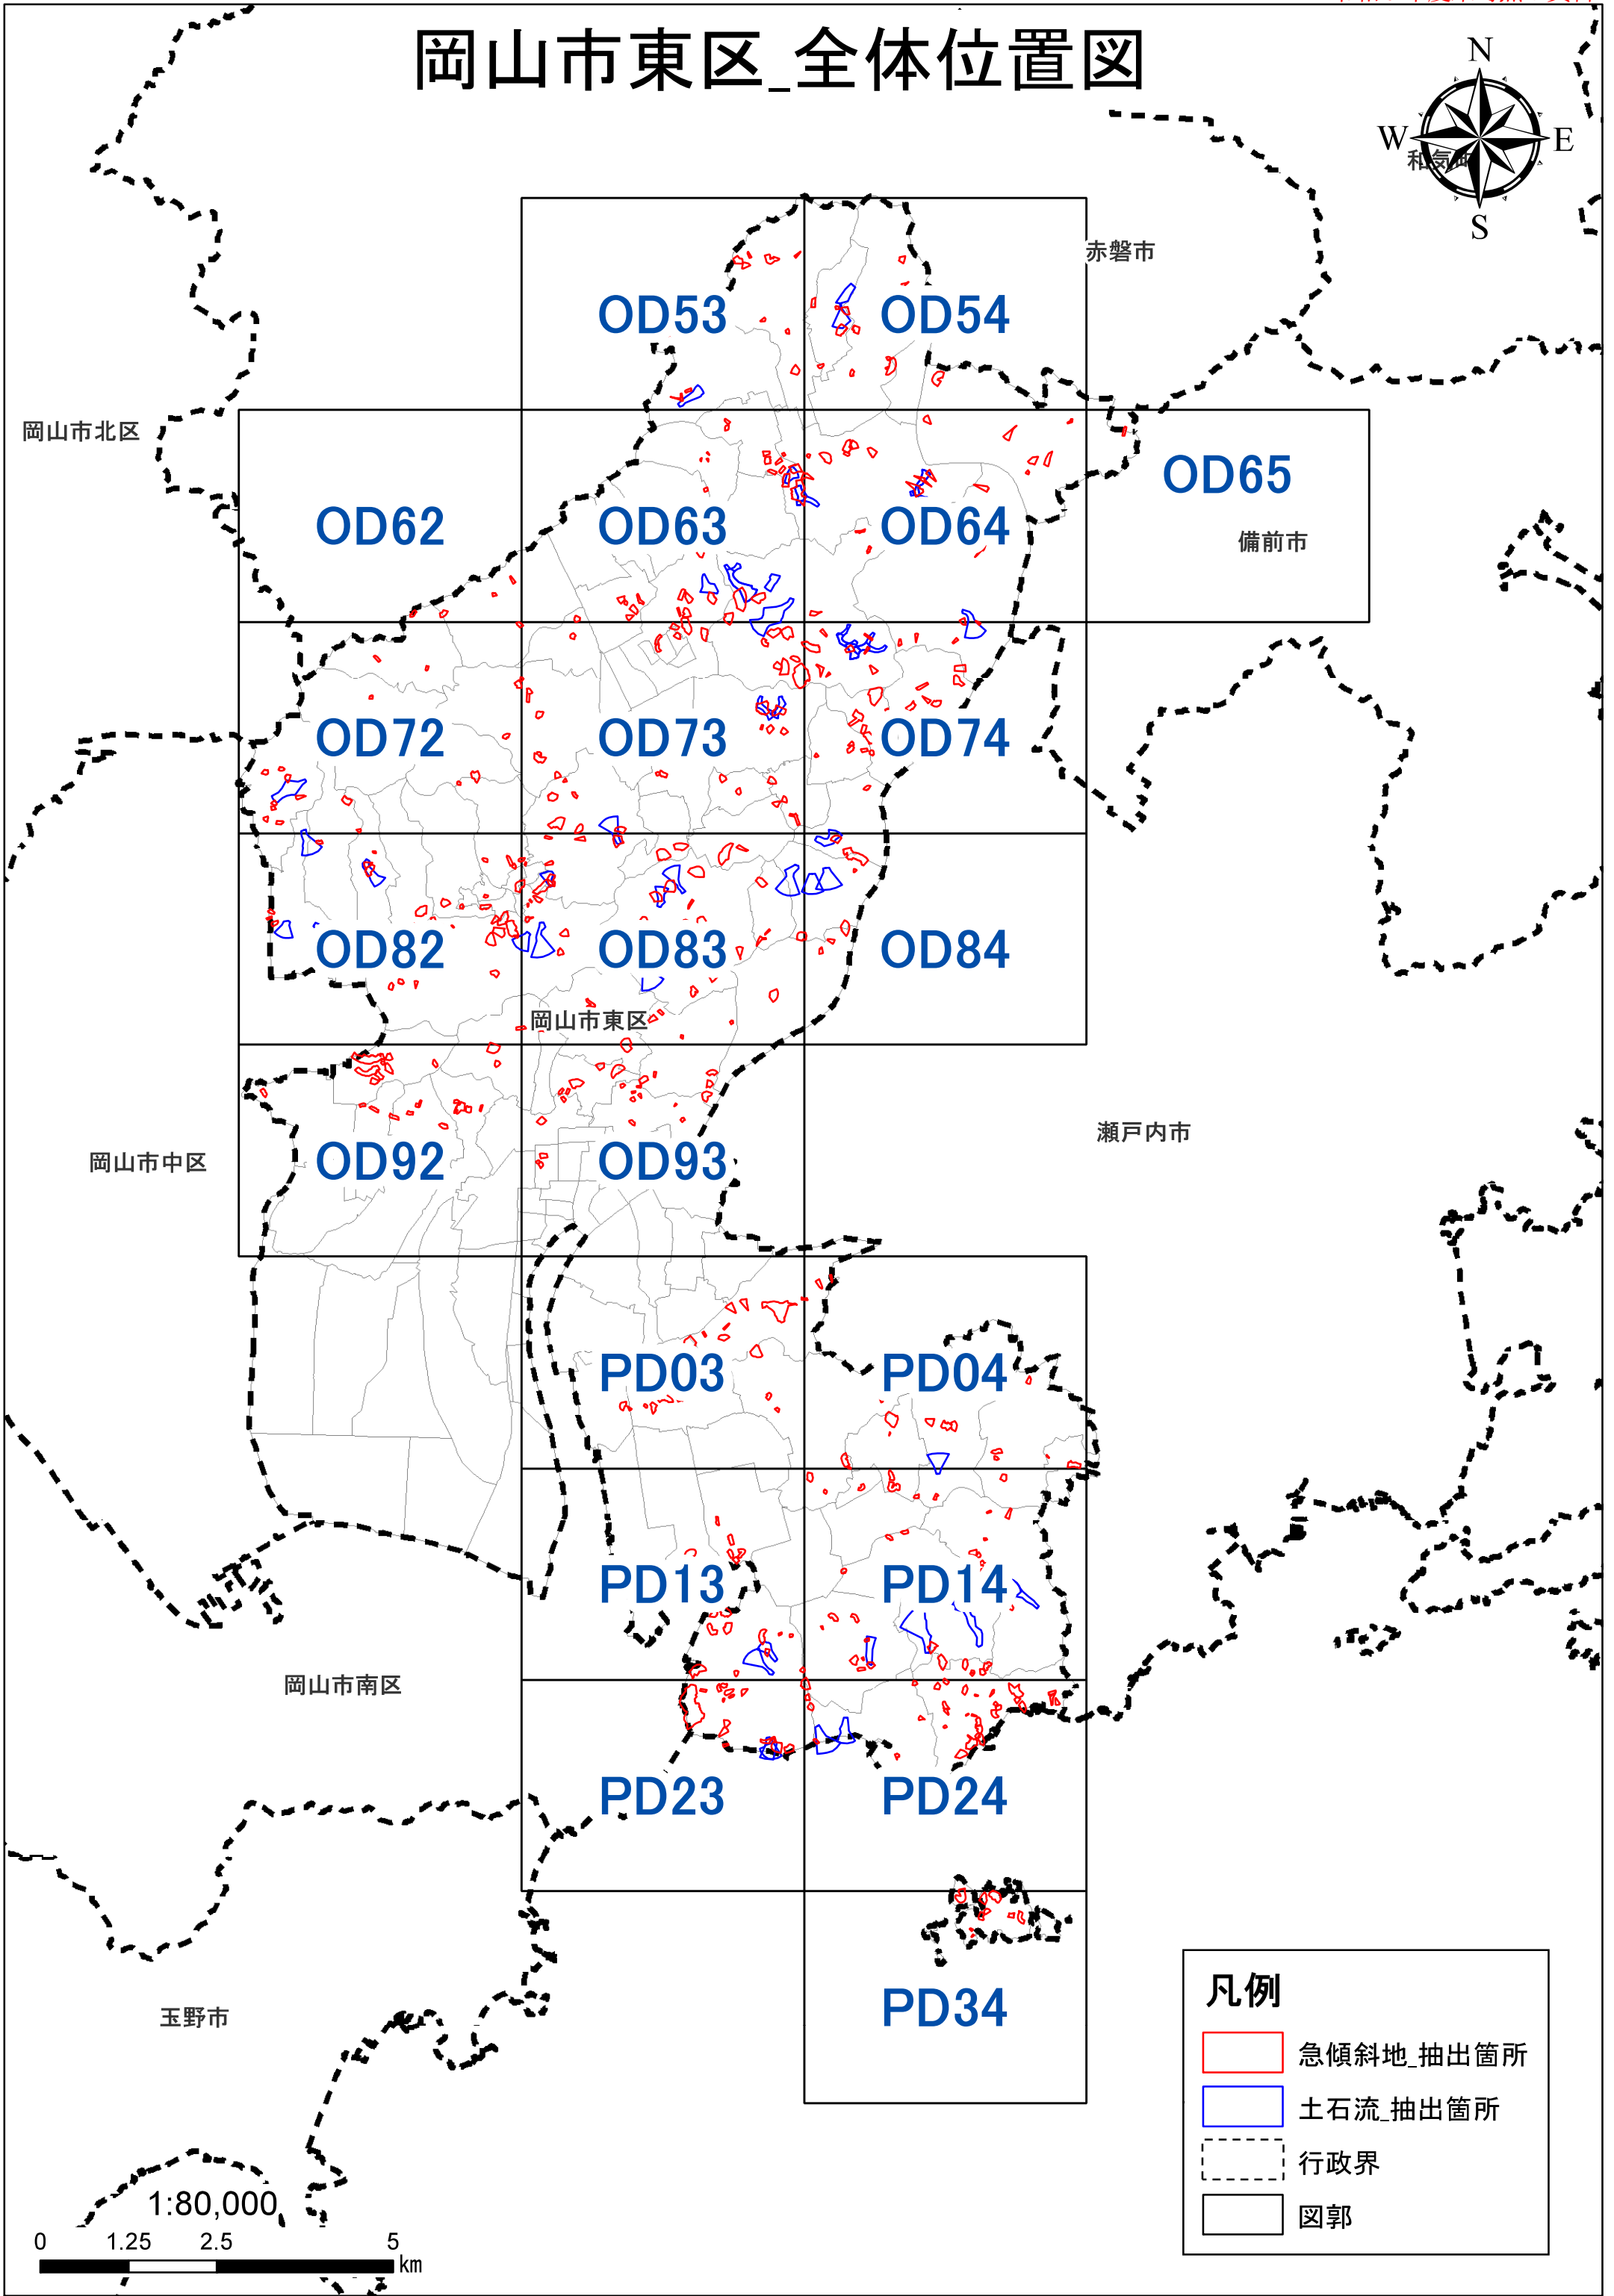 岡山市東区_全体位置図
N
W
E
S
和気町
赤磐市
OD53
OD54
岡山市北区
OD65
OD62
OD63
OD64
備前市
OD72
OD73
OD74
OD82
OD83
OD84
岡山市東区
瀬戸内市
岡山市中区
OD92
OD93
PD03
PD04
PD13
PD14
岡山市南区
PD23
PD24
PD34
玉野市
凡例
急傾斜地_抽出箇所
土石流_抽出箇所
行政界
図郭
1:80,000
0 1.25 2.5 5
km